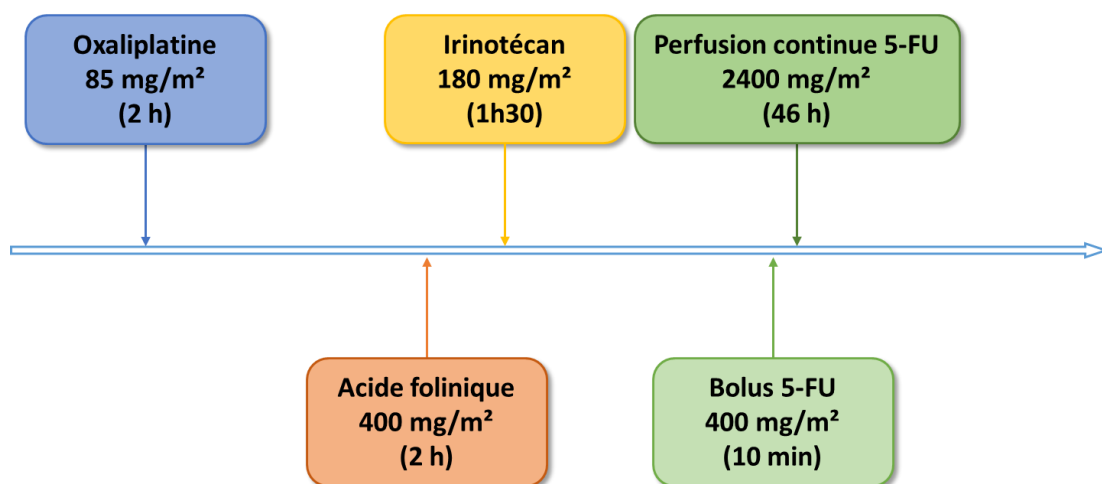 Oxaliplatine
85 mg/m²
(2 h)
Irinotécan
180 mg/m²
(1h30)
Perfusion continue 5-FU
2400 mg/m²
(46 h)
Acide folinique
400 mg/m²
(2 h)
Bolus 5-FU
400 mg/m²
(10 min)